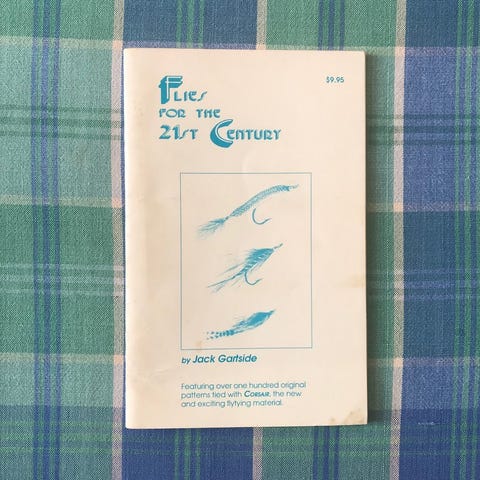 $9.95
Flies
for the
21st Century
by Jack Gartside
Featuring over one hundred original
patterns tied with Corsair, the new
and exciting flytying material.